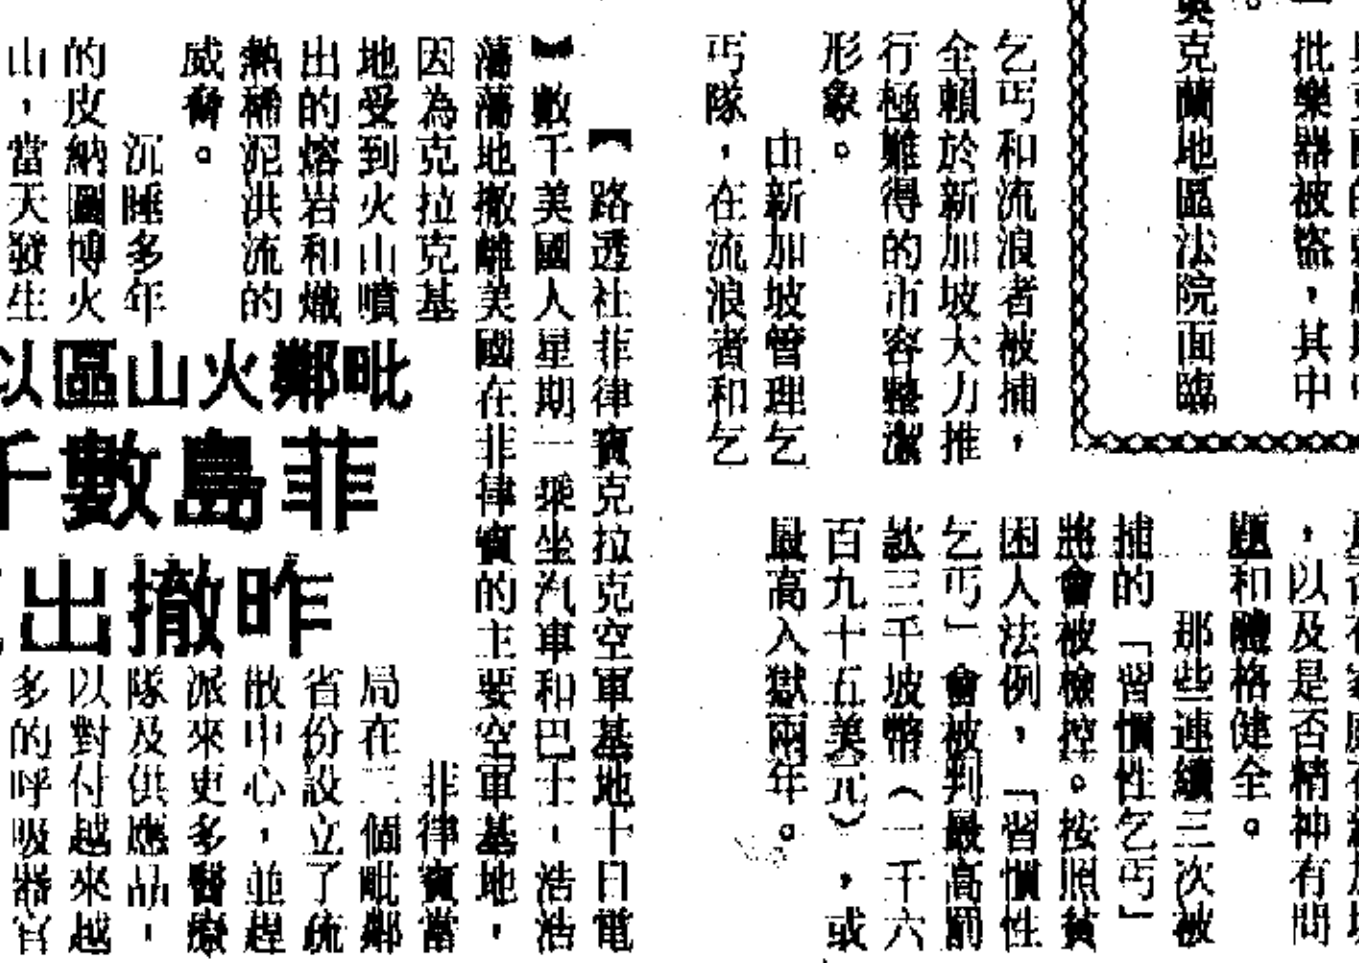 一批樂器被盜，其中
克蘭地區法院面臨
乞丐和流浪者被捕，
全賴於新加坡大力推
行極難得的市容整潔
形象。
由新加坡管理乞
丐隊，在流浪者和乞
，以及是否精神有問
題和體格健全。
那些連續三次被
捕的「習慣性乞丐」
將會被檢控。按照貧
困人法例，「習慣性
乞丐」會被判最高罰
款三千坡幣（一千六
百九十五美元），或
最高入獄兩年。
【路透社菲律賓克拉克空軍基地十日電
】數千美國人星期一乘坐汽車和巴士，浩浩
蕩蕩地撤離美國在菲律賓的主要空軍基地，
因為克拉克基
地受到火山噴
出的熔岩和熾
熱稀泥洪流的
威脅。
沉睡多年
的皮納圖博火
山，當天發生
毗鄰火山區以
菲島數千
昨撤出
菲律賓當
局在三個毗鄰
省份設立了疏
散中心，並趕
派來更多醫療
隊及供應品，
以對付越來越
多的呼吸器官